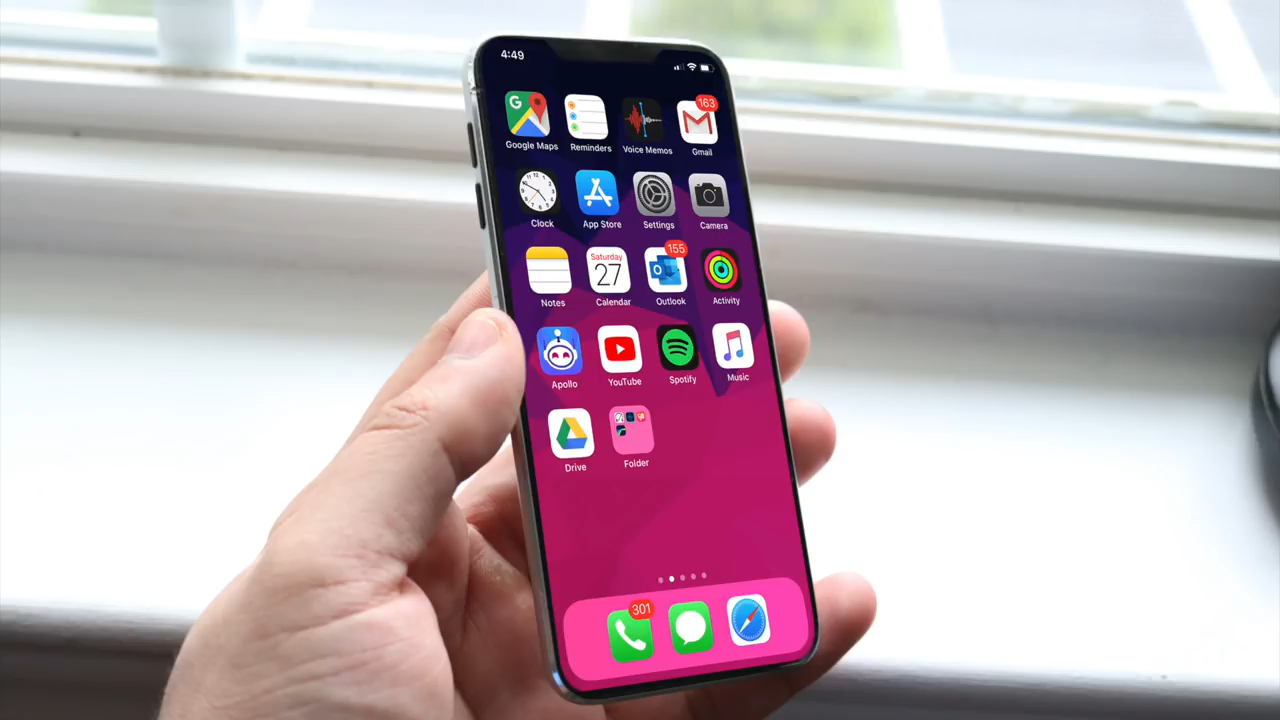 4:49
163
Google Maps
Reminders
Voice Memos
Gmail
Clock
App Store
Settings
Camera
Saturday
27
155
Notes
Calendar
Outlook
Activity
Apollo
YouTube
Spotify
Music
Drive
Folder
301